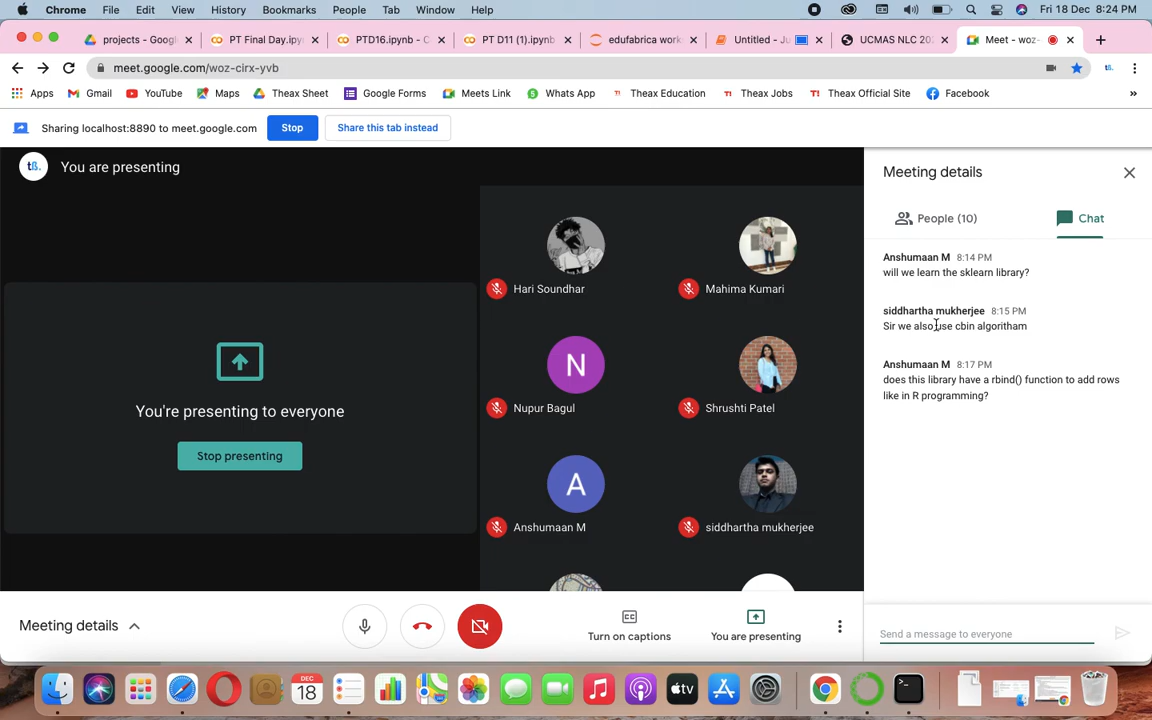 Chrome File Edit View History Bookmarks People Tab Window Help Fri 18 Dec 8:24 PM
projects - Googl PT Final Day.ipy PTD16.ipynb - C PT D11 (1).ipynb edufabrica work Untitled - Ju UCMAS NLC 202 Meet - woz-
meet.google.com/woz-cirx-yvb
Apps Gmail YouTube Maps Theax Sheet Google Forms Meets Link Whats App Theax Education Theax Jobs Theax Official Site Facebook »
Sharing localhost:8890 to meet.google.com Stop Share this tab instead
tß. You are presenting
You're presenting to everyone
Stop presenting
Hari Soundhar
Mahima Kumari
N
Nupur Bagul
Shrushti Patel
A
Anshumaan M
siddhartha mukherjee
Meeting details
People (10) Chat
Anshumaan M 8:14 PM
will we learn the sklearn library?
siddhartha mukherjee 8:15 PM
Sir we also use cbin algoritham
Anshumaan M 8:17 PM
does this library have a rbind() function to add rows
like in R programming?
Send a message to everyone
Meeting details
Turn on captions
You are presenting
DEC
18
tv